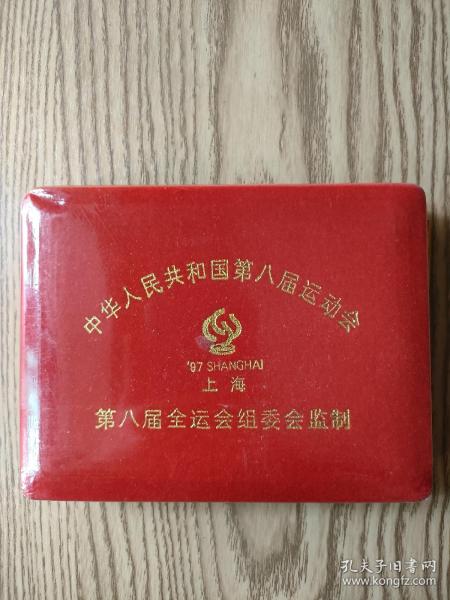 中华人民共和国第八届运动会
'97 SHANGHAI
上海
第八届全运会组委会监制
孔夫子旧书网
www.kongfz.com